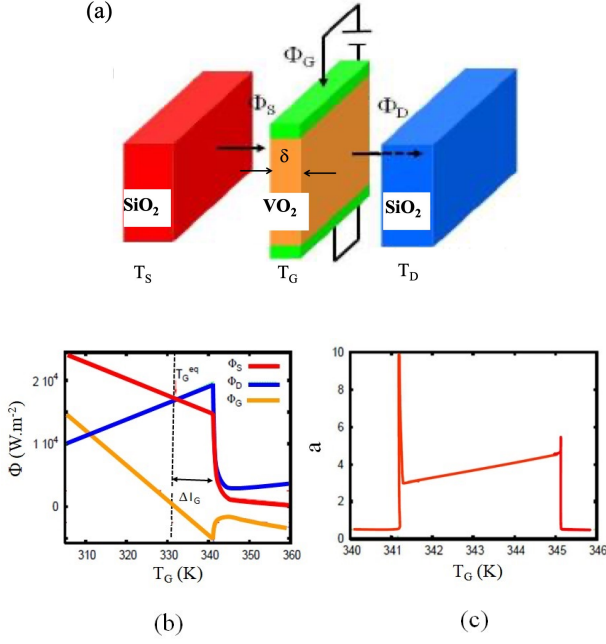 (a)
Φ_G
Φ_S
Φ_D
δ
SiO₂
VO₂
SiO₂
T_S
T_G
T_D
Φ (W.m⁻²)
2 10⁴
1 10⁴
0
T_G^eq
Φ_S
Φ_D
Φ_G
310 320 330 340 350 360
T_G (K)
(b)
a
10
8
6
4
2
0
340 341 342 343 344 345 346
T_G (K)
(c)